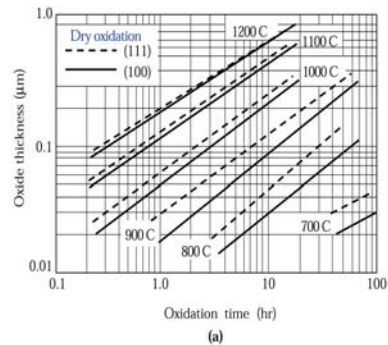 1.0
Dry oxidation
(111)
(100)
1200 C
1100 C
1000 C
Oxide thickness (μm)
0.1
900 C
800 C
700 C
0.01
0.1
1.0
10
100
Oxidation time (hr)
(a)